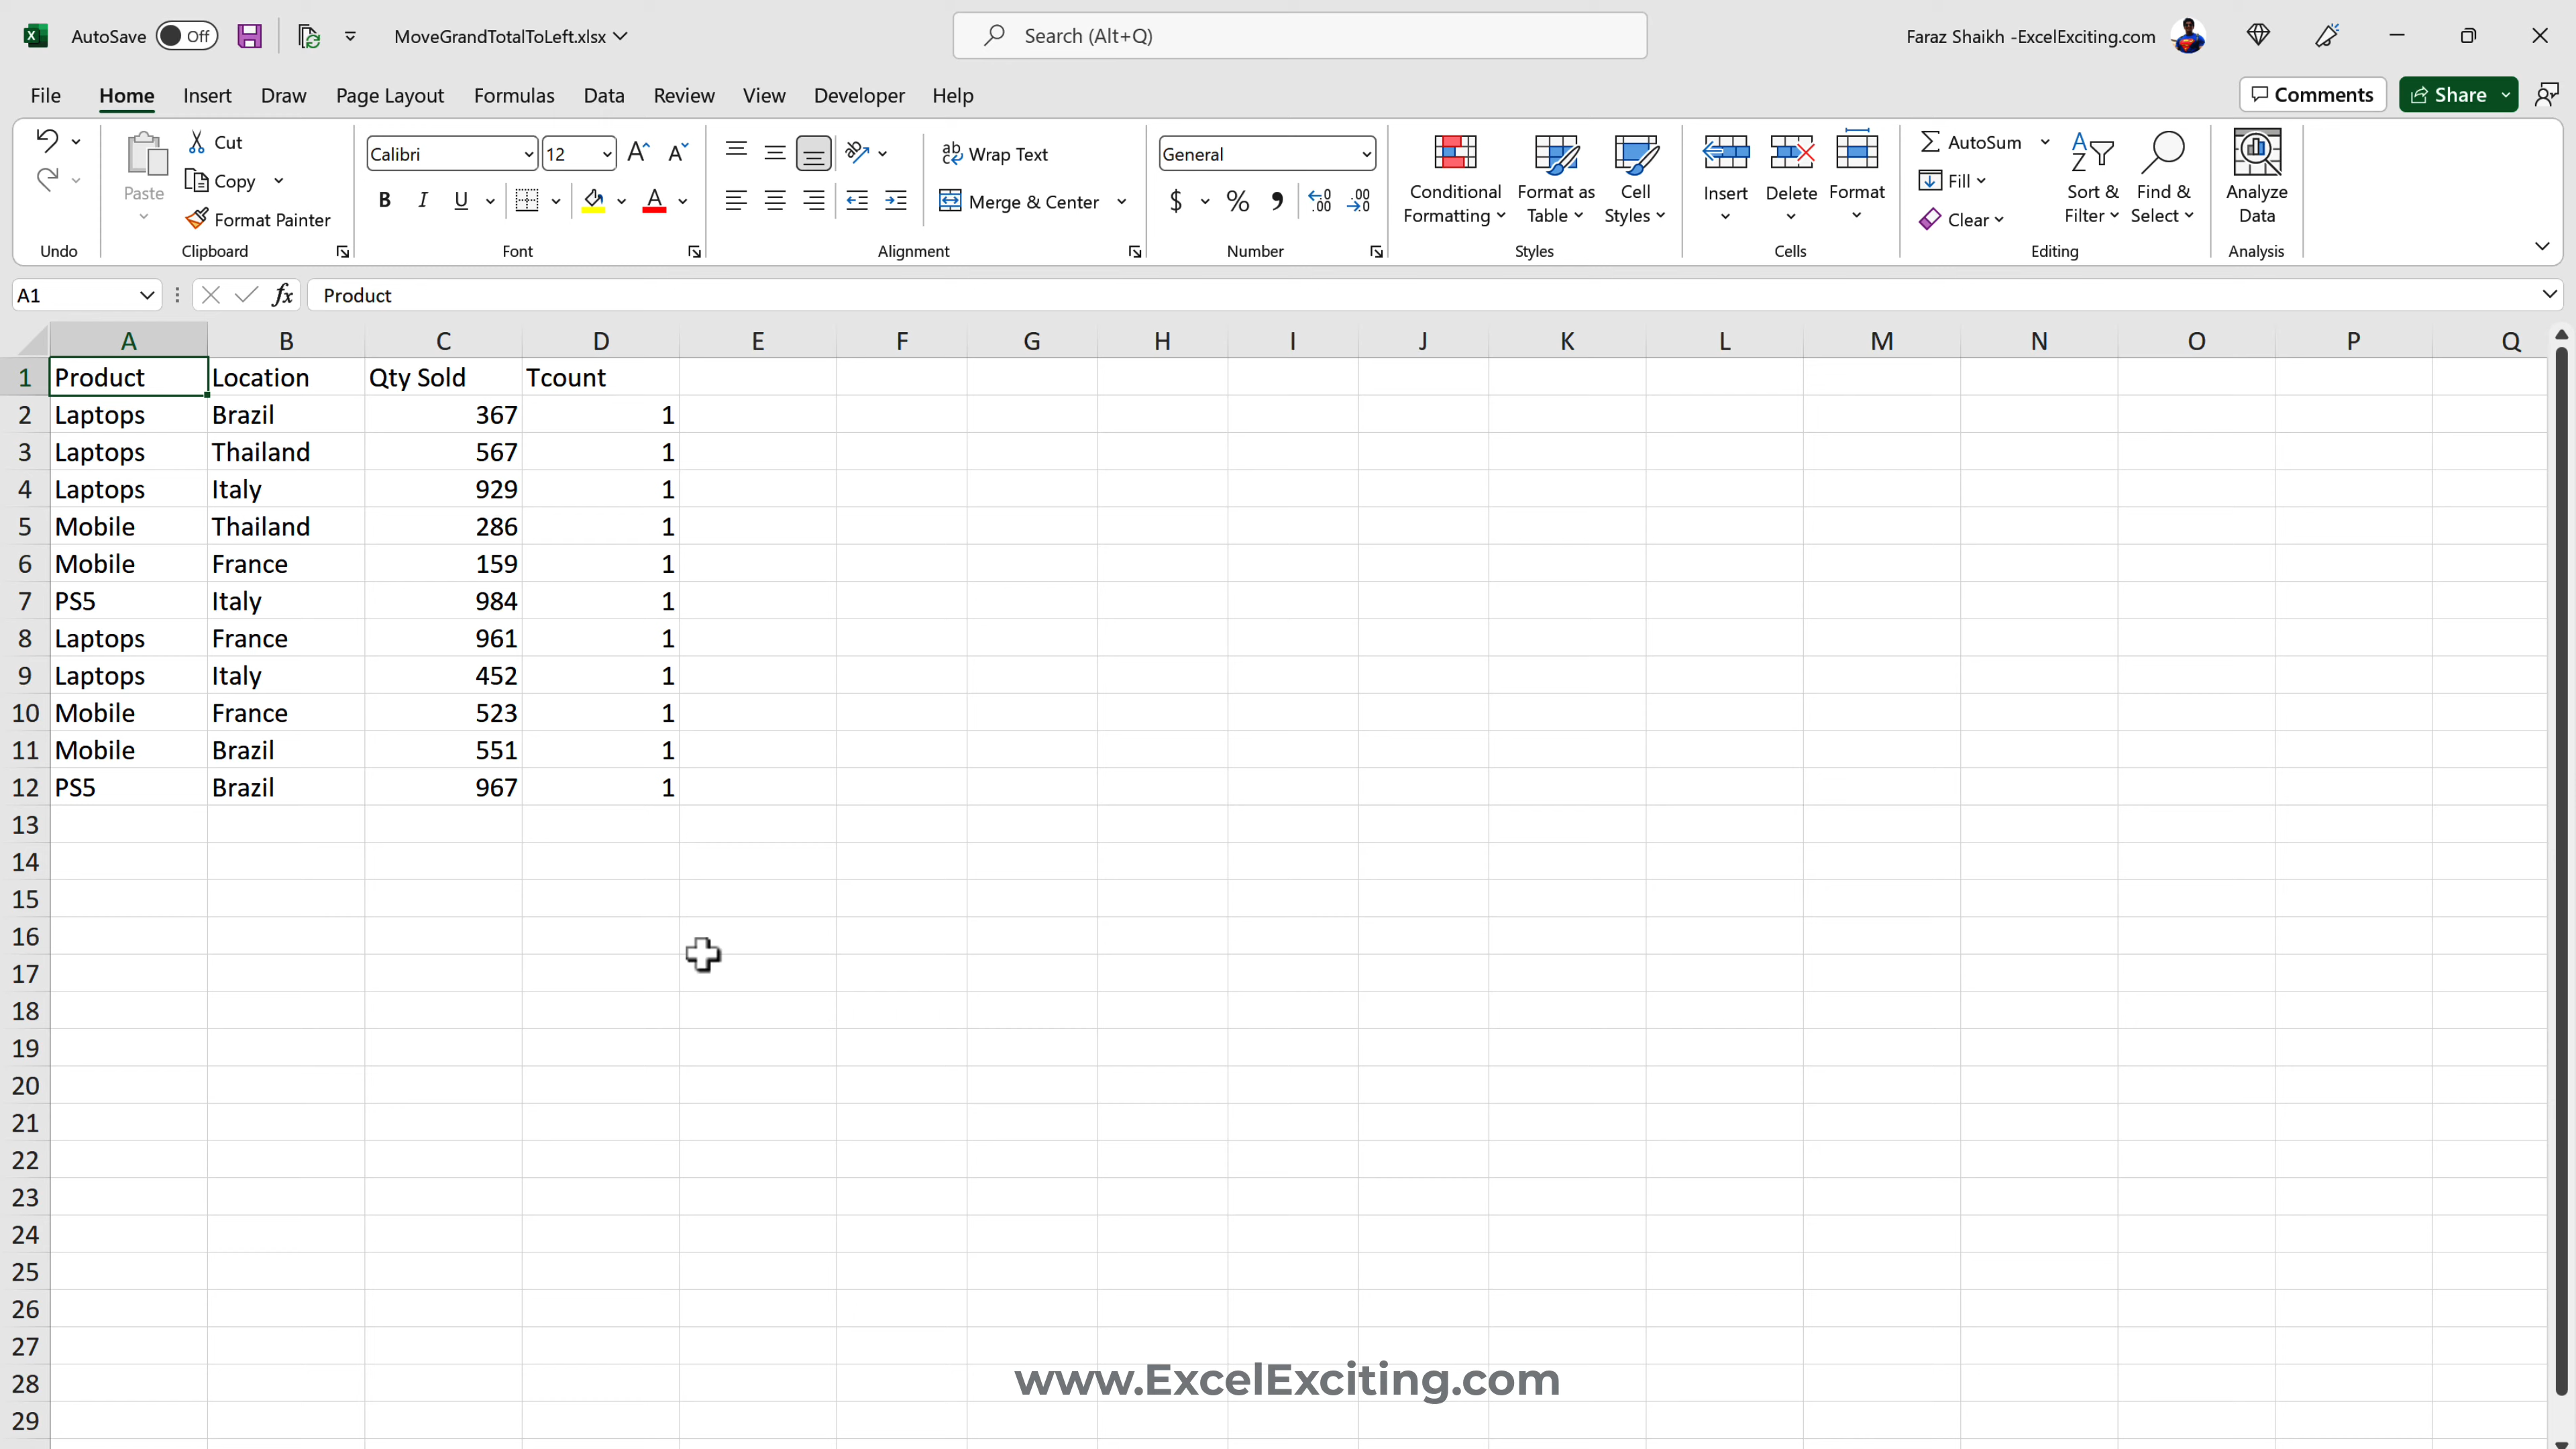 AutoSave Off MoveGrandTotalToLeft.xlsx Search (Alt+Q) Faraz Shaikh -ExcelExciting.com
File Home Insert Draw Page Layout Formulas Data Review View Developer Help Comments Share
Cut Calibri 12 Wrap Text General AutoSum
Paste Copy Merge & Center $ % Conditional Formatting Format as Table Cell Styles Insert Delete Format Fill Sort & Filter Find & Select Analyze Data
Format Painter B I U Clear
Undo Clipboard Font Alignment Number Styles Cells Editing Analysis
A1 fx Product
A B C D E F G H I J K L M N O P Q
1 Product Location Qty Sold Tcount
2 Laptops Brazil 367 1
3 Laptops Thailand 567 1
4 Laptops Italy 929 1
5 Mobile Thailand 286 1
6 Mobile France 159 1
7 PS5 Italy 984 1
8 Laptops France 961 1
9 Laptops Italy 452 1
10 Mobile France 523 1
11 Mobile Brazil 551 1
12 PS5 Brazil 967 1
13
14
15
16
17
18
19
20
21
22
23
24
25
26
27
28 www.ExcelExciting.com
29